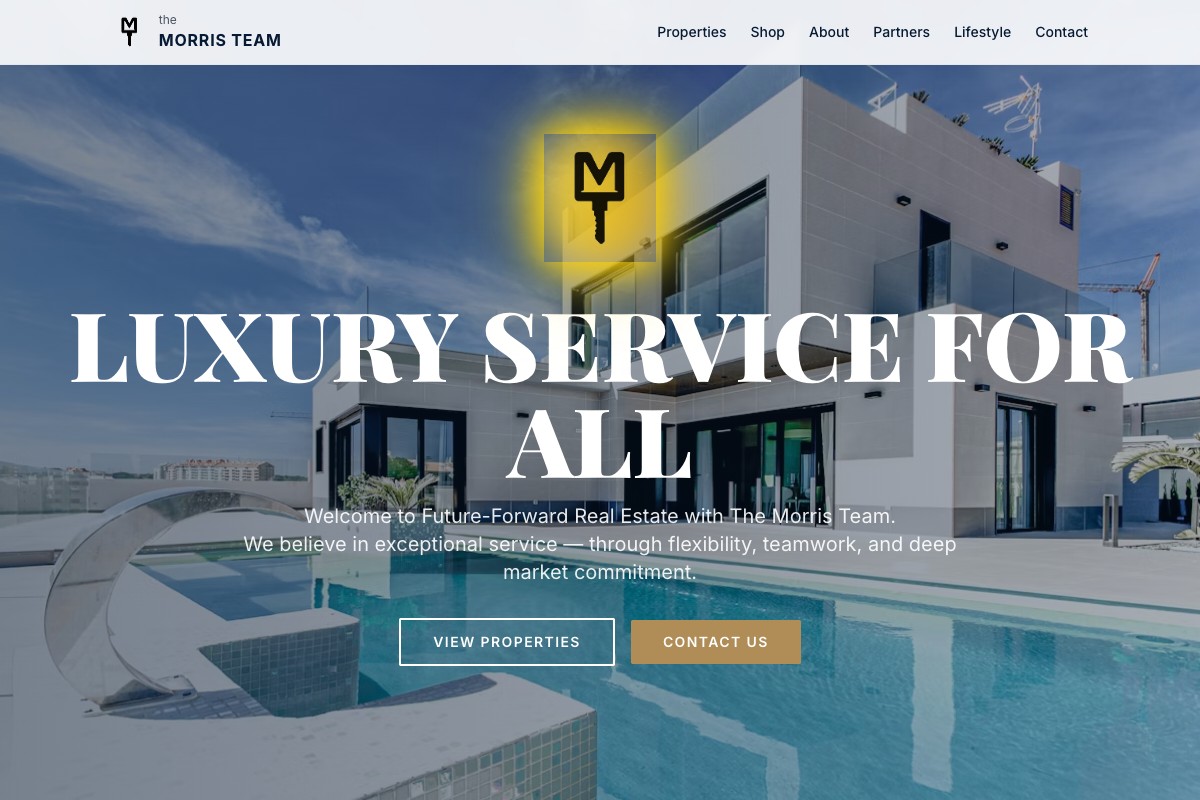 the
MORRIS TEAM
Properties Shop About Partners Lifestyle Contact
M
LUXURY SERVICE FOR
ALL
Welcome to Future-Forward Real Estate with The Morris Team.
We believe in exceptional service — through flexibility, teamwork, and deep
market commitment.
VIEW PROPERTIES CONTACT US